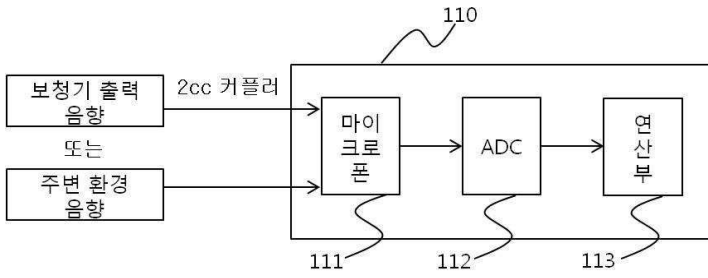 110
보청기 출력
음향
2cc 커플러
또는
주변 환경
음향
마이
크로
폰
ADC
연
산
부
111
112
113